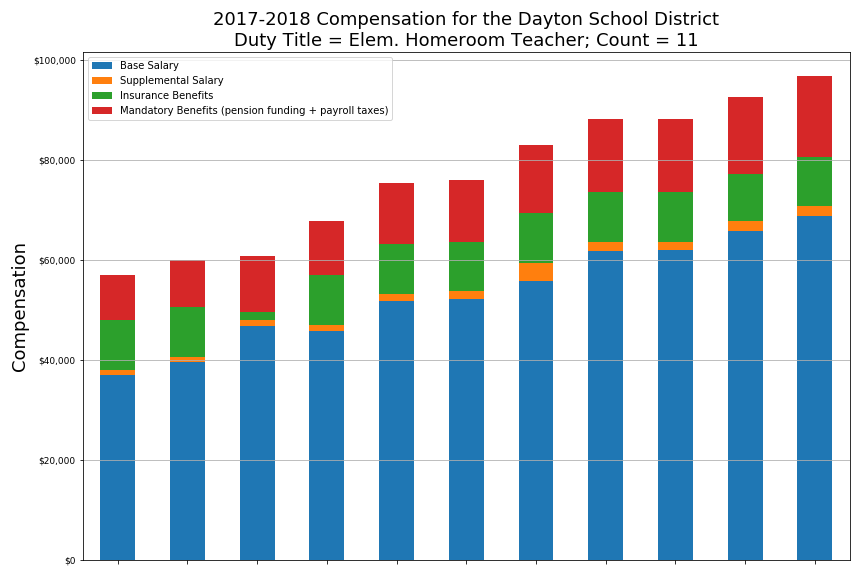 2017-2018 Compensation for the Dayton School District
Duty Title = Elem. Homeroom Teacher; Count = 11
Base Salary
Supplemental Salary
Insurance Benefits
Mandatory Benefits (pension funding + payroll taxes)
Compensation
$100,000
$80,000
$60,000
$40,000
$20,000
$0